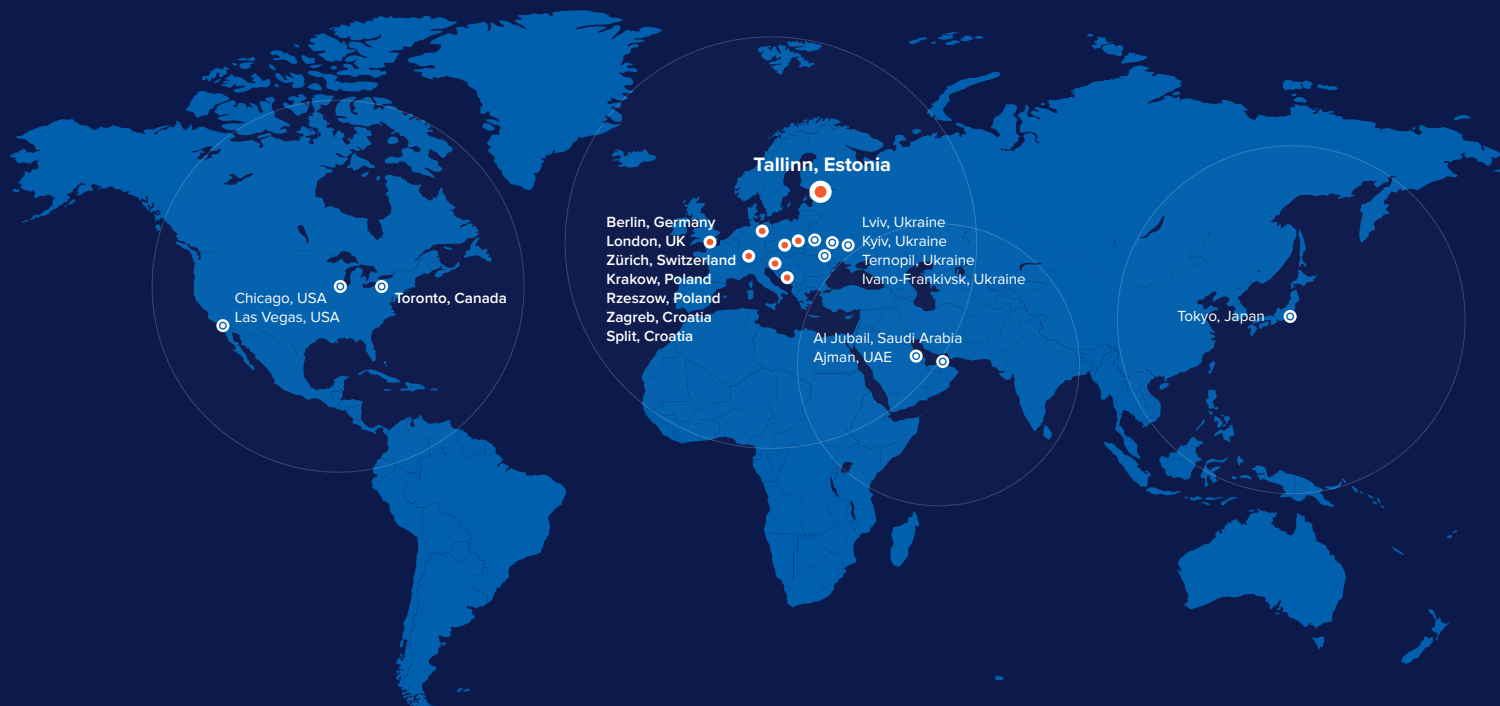 Tallinn, Estonia
Berlin, Germany
London, UK
Zürich, Switzerland
Krakow, Poland
Rzeszow, Poland
Zagreb, Croatia
Split, Croatia
Lviv, Ukraine
Kyiv, Ukraine
Ternopil, Ukraine
Ivano-Frankivsk, Ukraine
Chicago, USA
Las Vegas, USA
Toronto, Canada
Al Jubail, Saudi Arabia
Ajman, UAE
Tokyo, Japan